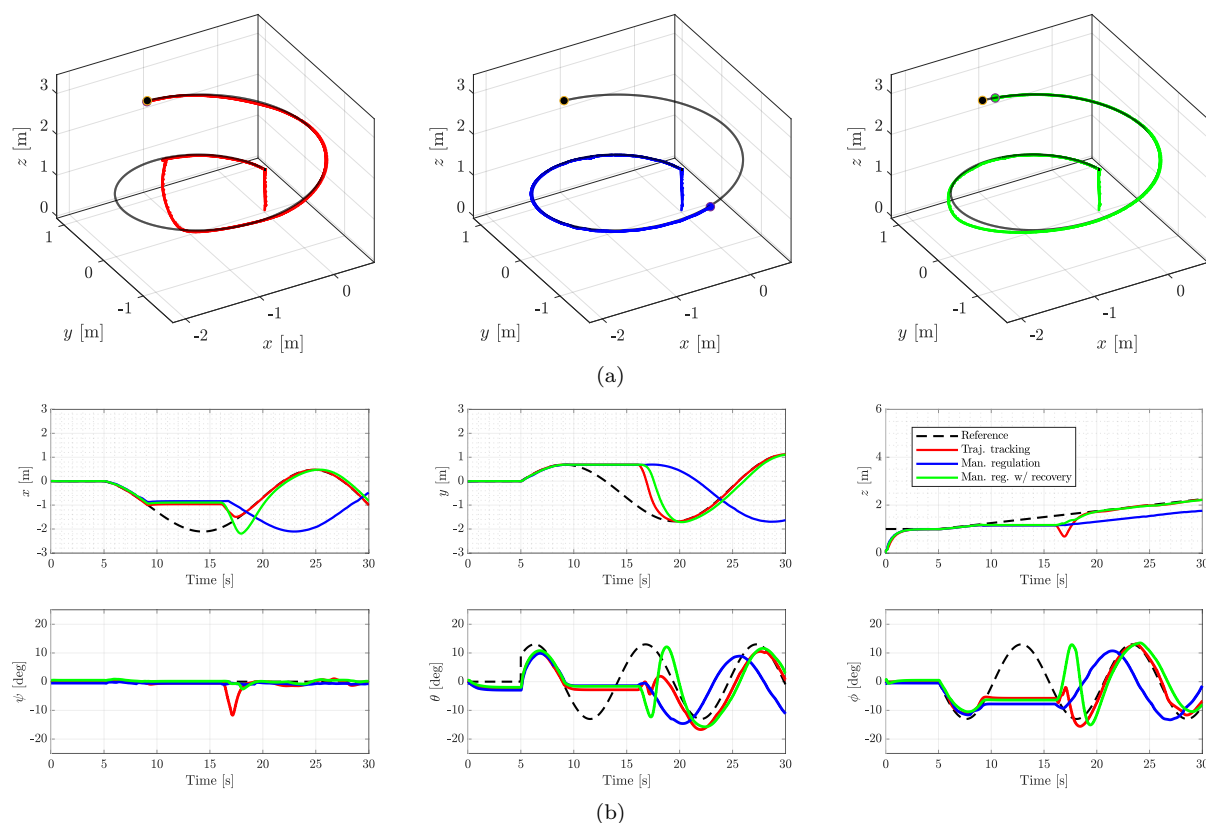 3
2
1
0
z [m]
1
0
-1
y [m]
-2
-1
0
x [m]
3
2
1
0
z [m]
1
0
-1
y [m]
-2
-1
0
x [m]
3
2
1
0
z [m]
1
0
-1
y [m]
-2
-1
0
x [m]
(a)
3
2
1
0
-1
-2
-3
x [m]
0 5 10 15 20 25 30
Time [s]
3
2
1
0
-1
-2
-3
y [m]
0 5 10 15 20 25 30
Time [s]
6
4
2
0
z [m]
Reference
Traj. tracking
Man. regulation
Man. reg. w/ recovery
0 5 10 15 20 25 30
Time [s]
20
10
0
-10
-20
ψ [deg]
0 5 10 15 20 25 30
Time [s]
20
10
0
-10
-20
θ [deg]
0 5 10 15 20 25 30
Time [s]
20
10
0
-10
-20
ϕ [deg]
0 5 10 15 20 25 30
Time [s]
(b)